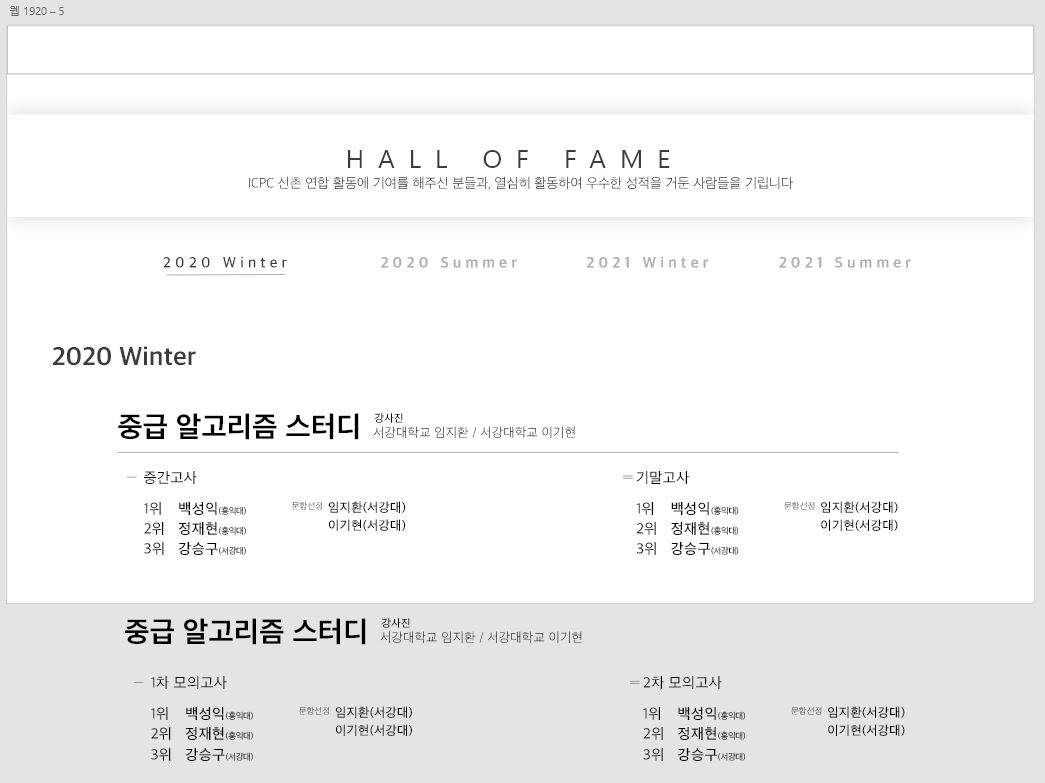 웹 1920 – 5
HALL OF FAME
ICPC 신촌 연합 활동에 기여를 해주신 분들과, 열심히 활동하여 우수한 성적을 거둔 사람들을 기립니다
2020 Winter 2020 Summer 2021 Winter 2021 Summer
2020 Winter
중급 알고리즘 스터디
강사진
서강대학교 임지환 / 서강대학교 이기현
一 중간고사
1위 백성익(홍익대)
2위 정재현(홍익대)
3위 강승구(서강대)
문항선정 임지환(서강대)
이기현(서강대)
二 기말고사
1위 백성익(홍익대)
2위 정재현(홍익대)
3위 강승구(서강대)
문항선정 임지환(서강대)
이기현(서강대)
중급 알고리즘 스터디
강사진
서강대학교 임지환 / 서강대학교 이기현
一 1차 모의고사
1위 백성익(홍익대)
2위 정재현(홍익대)
3위 강승구(서강대)
문항선정 임지환(서강대)
이기현(서강대)
二 2차 모의고사
1위 백성익(홍익대)
2위 정재현(홍익대)
3위 강승구(서강대)
문항선정 임지환(서강대)
이기현(서강대)